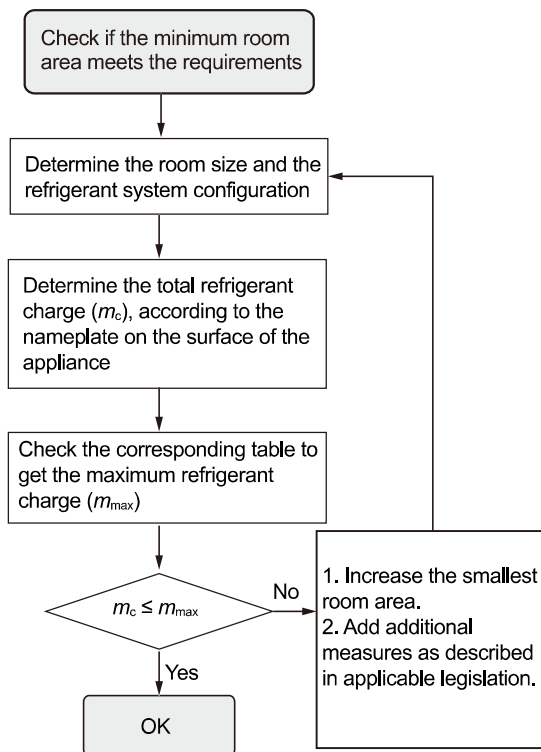 Check if the minimum room
area meets the requirements
Determine the room size and the
refrigerant system configuration
Determine the total refrigerant
charge (mc), according to the
nameplate on the surface of the
appliance
Check the corresponding table to
get the maximum refrigerant
charge (mmax)
mc ≤ mmax
No
1. Increase the smallest
room area.
2. Add additional
measures as described
in applicable legislation.
Yes
OK